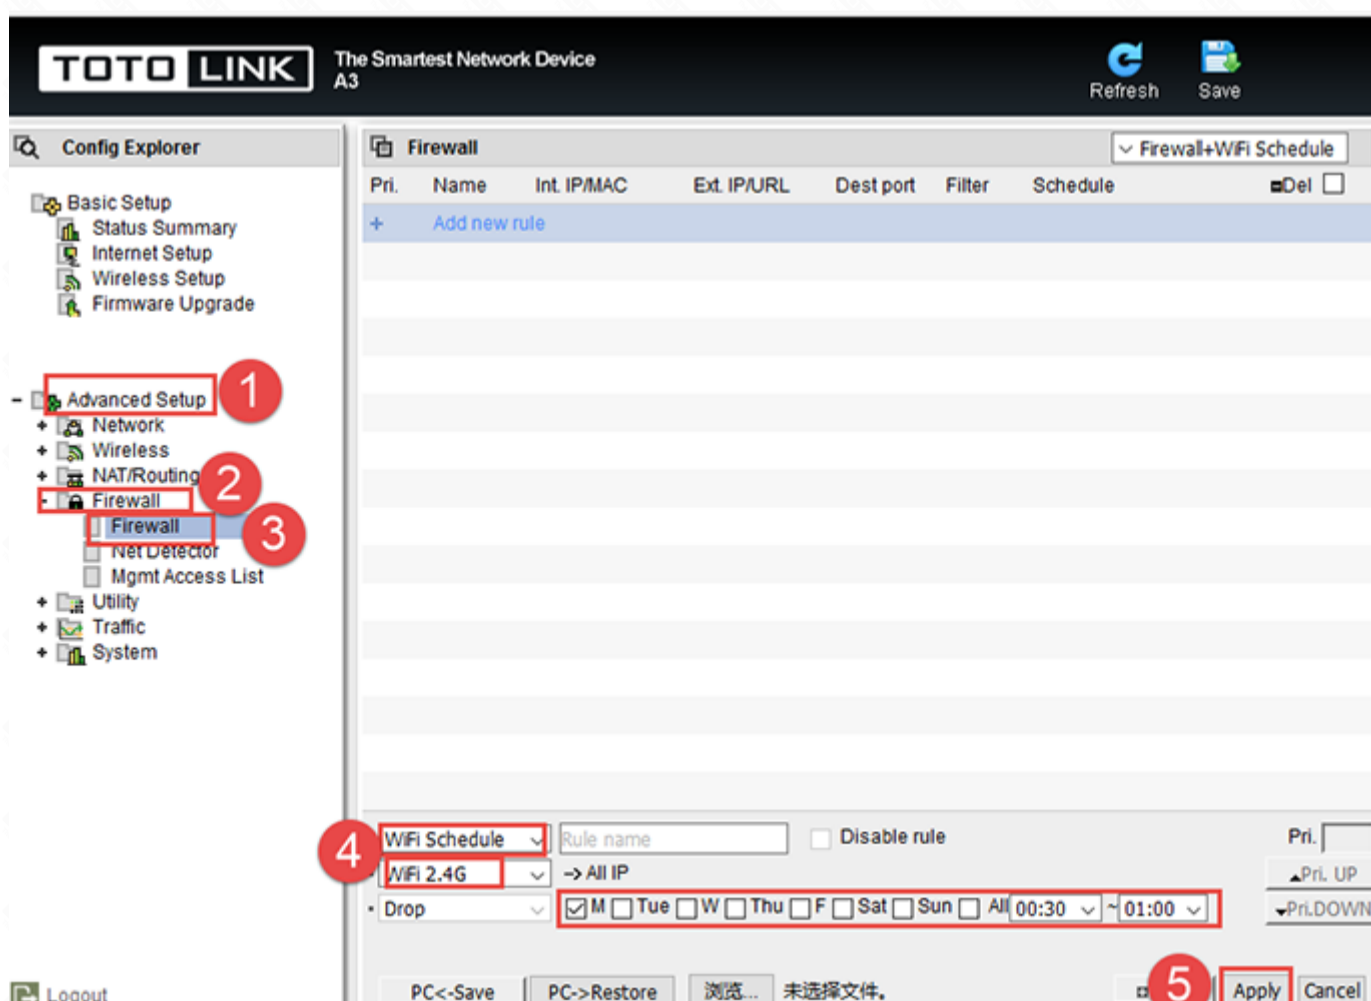 TOTO LINK The Smartest Network Device
A3
Refresh Save
Config Explorer
Basic Setup
Status Summary
Internet Setup
Wireless Setup
Firmware Upgrade
Advanced Setup 1
Network
Wireless
NAT/Routing 2
Firewall
Firewall 3
Net Detector
Mgmt Access List
Utility
Traffic
System
Logout
Firewall Firewall+WiFi Schedule
Pri. Name Int. IP/MAC Ext. IP/URL Dest port Filter Schedule Del
+ Add new rule
4 WiFi Schedule Rule name Disable rule Pri.
WiFi 2.4G -> All IP Pri. UP
Drop M Tue W Thu F Sat Sun All 00:30 ~ 01:00 Pri.DOWN
PC<-Save PC->Restore 浏览... 未选择文件。 5 Apply Cancel